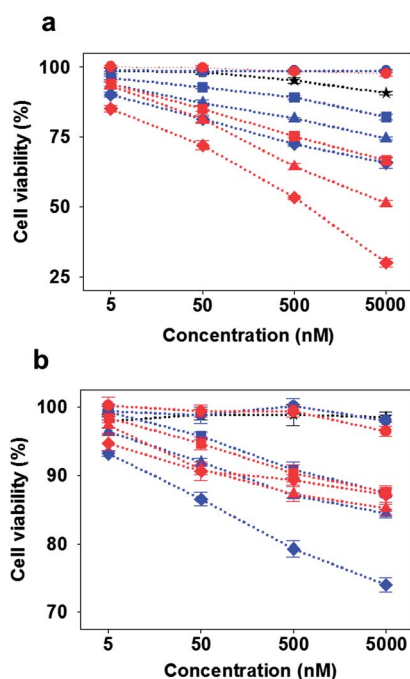 a
Cell viability (%)
100
75
50
25
5 50 500 5000
Concentration (nM)
b
Cell viability (%)
100
90
80
70
5 50 500 5000
Concentration (nM)